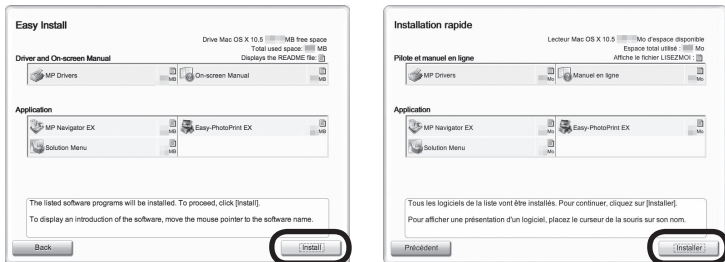 Easy Install
Drive Mac OS X 10.5 MB free space
Total used space: MB
Driver and On-screen Manual Displays the README file:
MP Drivers MB On-screen Manual MB
Application
MP Navigator EX MB Easy-PhotoPrint EX MB
Solution Menu MB
The listed software programs will be installed. To proceed, click [Install].
To display an introduction of the software, move the mouse pointer to the software name.
Back Install
Installation rapide
Lecteur Mac OS X 10.5 Mo d'espace disponible
Espace total utilisé : Mo
Pilote et manuel en ligne Affiche le fichier LISEZMOI :
MP Drivers Mo Manuel en ligne Mo
Application
MP Navigator EX Mo Easy-PhotoPrint EX Mo
Solution Menu Mo
Tous les logiciels de la liste vont être installés. Pour continuer, cliquez sur [Installer].
Pour afficher une présentation d'un logiciel, placez le curseur de la souris sur son nom.
Précédent Installer